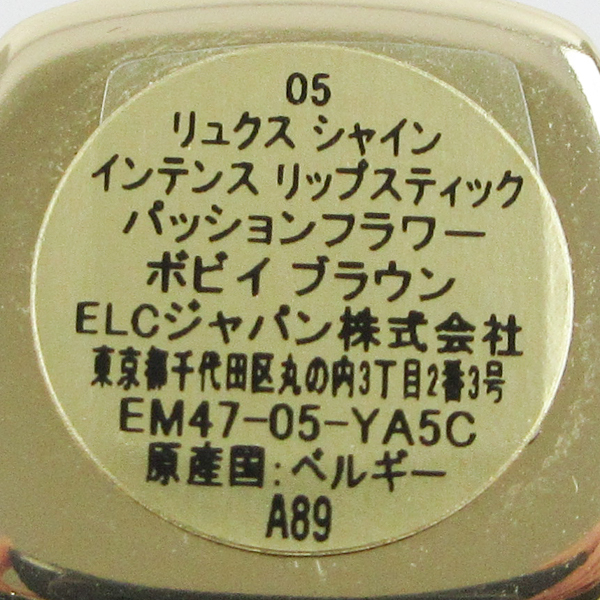 05
リュクス シャイン
インテンス リップスティック
パッションフラワー
ボビイ ブラウン
ELCジャパン株式会社
東京都千代田区丸の内3丁目2番3号
EM47-05-YA5C
原産国:ベルギー
A89